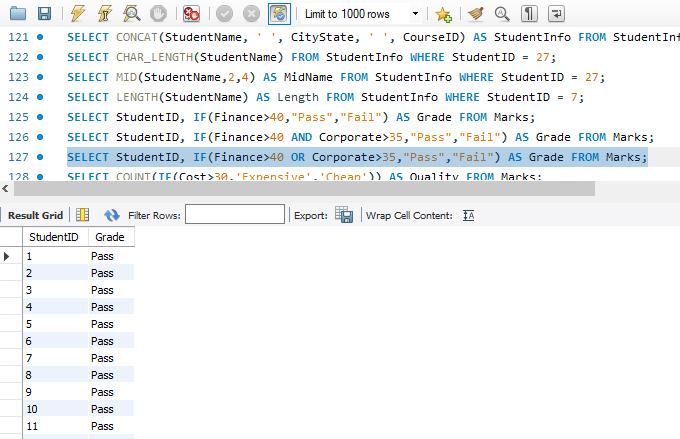 Limit to 1000 rows
121 SELECT CONCAT(StudentName, ' ', CityState, ' ', CourseID) AS StudentInfo FROM StudentInf
122 SELECT CHAR_LENGTH(StudentName) FROM StudentInfo WHERE StudentID = 27;
123 SELECT MID(StudentName,2,4) AS MidName FROM StudentInfo WHERE StudentID = 27;
124 SELECT LENGTH(StudentName) AS Length FROM StudentInfo WHERE StudentID = 7;
125 SELECT StudentID, IF(Finance>40,"Pass","Fail") AS Grade FROM Marks;
126 SELECT StudentID, IF(Finance>40 AND Corporate>35,"Pass","Fail") AS Grade FROM Marks;
127 SELECT StudentID, IF(Finance>40 OR Corporate>35,"Pass","Fail") AS Grade FROM Marks;
128 SELECT COUNT(IF(Cost>30,'Expensive','Cheap')) AS Quality FROM Marks;
Result Grid Filter Rows: Export: Wrap Cell Content:
StudentID Grade
1 Pass
2 Pass
3 Pass
4 Pass
5 Pass
6 Pass
7 Pass
8 Pass
9 Pass
10 Pass
11 Pass